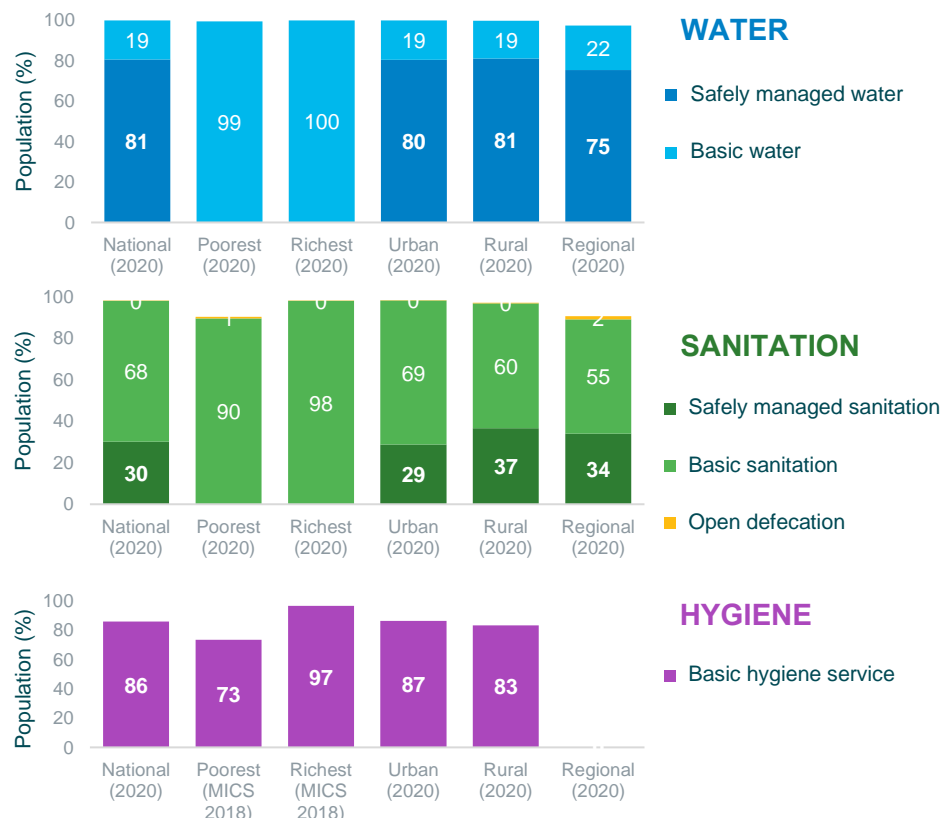 WATER
Population (%)
100
80
60
40
20
0
19
99
100
19
19
22
81
80
81
75
National
(2020)
Poorest
(2020)
Richest
(2020)
Urban
(2020)
Rural
(2020)
Regional
(2020)
Safely managed water
Basic water
SANITATION
Population (%)
100
80
60
40
20
0
0
1
0
0
0
2
68
90
98
69
60
55
30
29
37
34
National
(2020)
Poorest
(2020)
Richest
(2020)
Urban
(2020)
Rural
(2020)
Regional
(2020)
Safely managed sanitation
Basic sanitation
Open defecation
HYGIENE
Population (%)
100
80
60
40
20
0
86
73
97
87
83
National
(2020)
Poorest
(MICS
2018)
Richest
(MICS
2018)
Urban
(2020)
Rural
(2020)
Regional
(2020)
Basic hygiene service